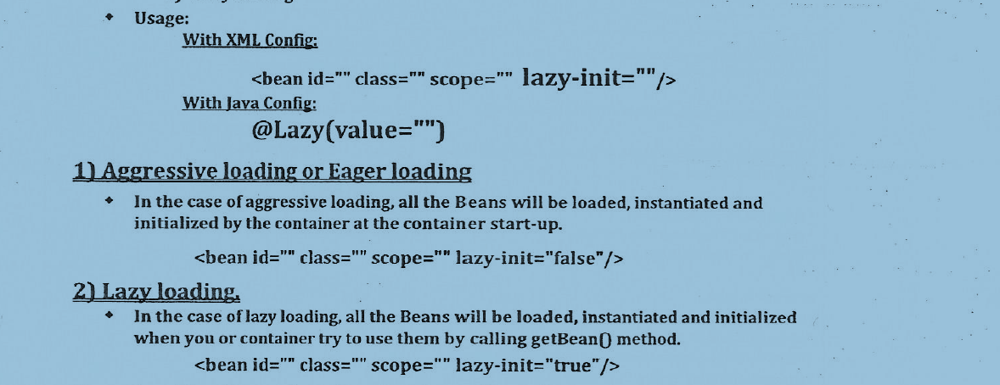 Usage:
With XML Config:
<bean id="" class="" scope="" lazy-init=""/>
With Java Config:
@Lazy(value="")
1) Aggressive loading or Eager loading
In the case of aggressive loading, all the Beans will be loaded, instantiated and
initialized by the container at the container start-up.
<bean id="" class="" scope="" lazy-init="false"/>
2) Lazy loading.
In the case of lazy loading, all the Beans will be loaded, instantiated and initialized
when you or container try to use them by calling getBean() method.
<bean id="" class="" scope="" lazy-init="true"/>